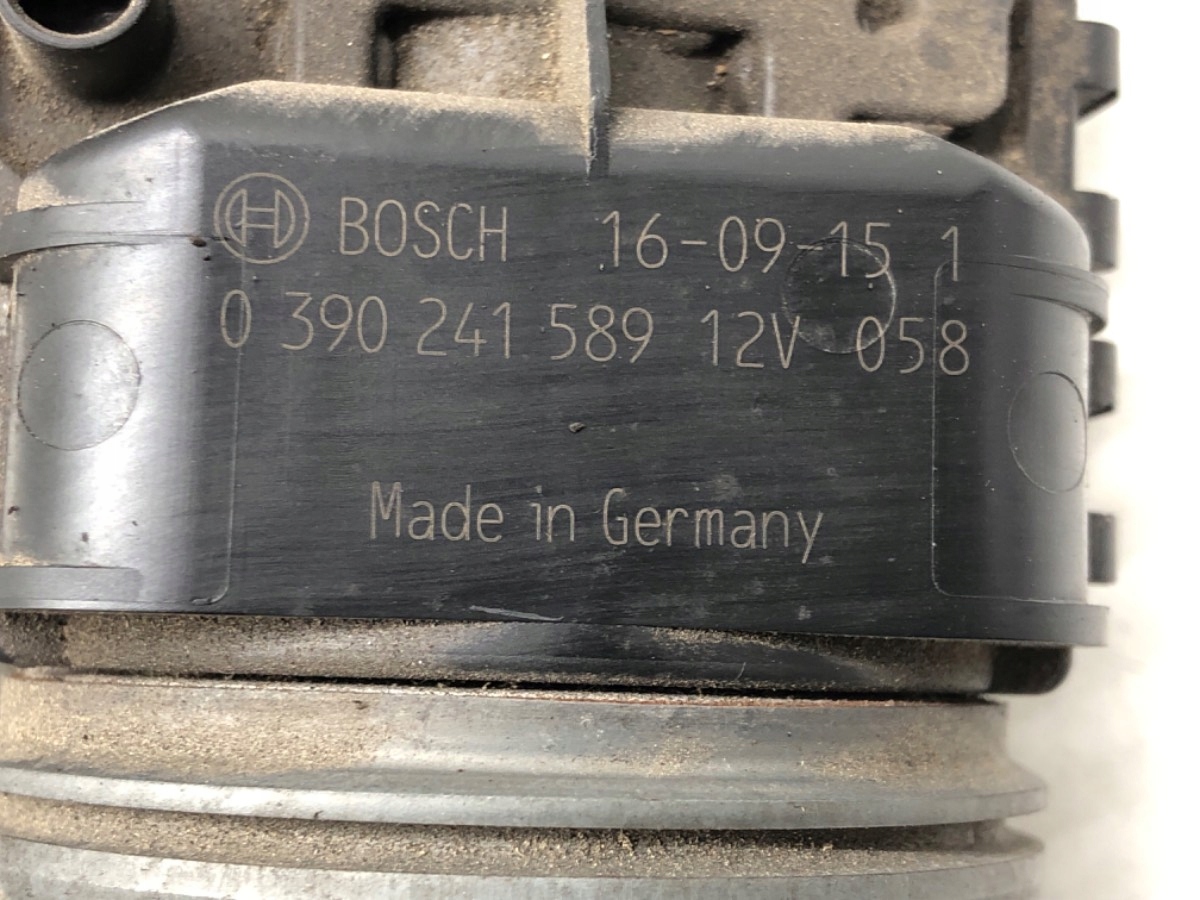 BOSCH 16-09-15 1
0 390 241 589 12V 058
Made in Germany